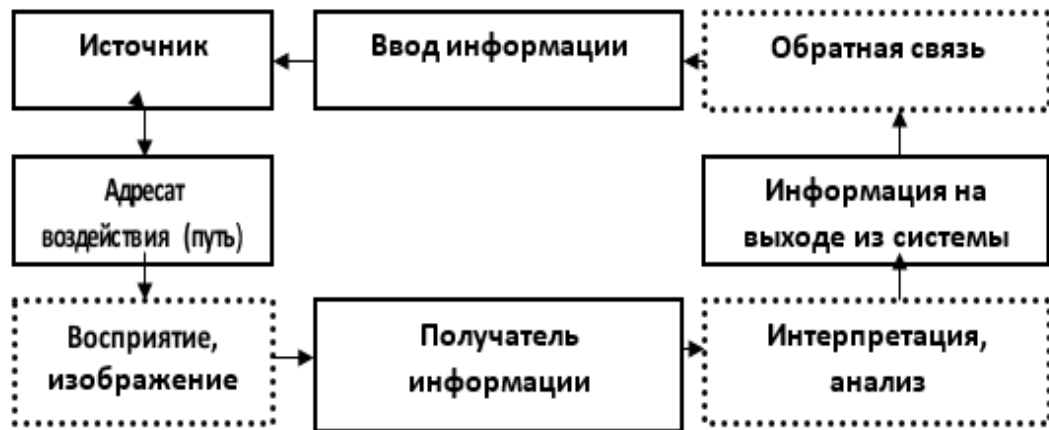 Источник
Ввод информации
Обратная связь
Адресат
воздействия (путь)
Информация на
выходе из системы
Восприятие,
изображение
Получатель
информации
Интерпретация,
анализ